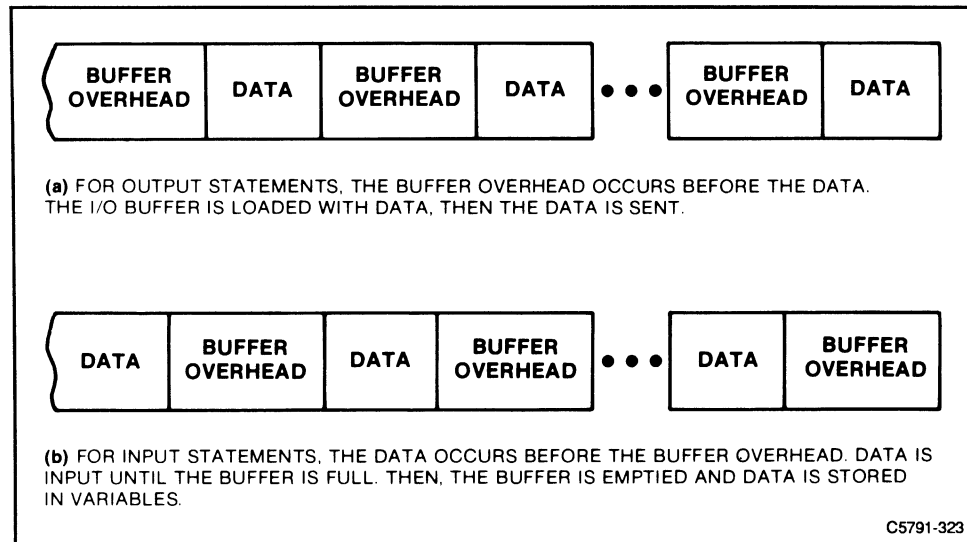 BUFFER OVERHEAD DATA BUFFER OVERHEAD DATA ● ● ● BUFFER OVERHEAD DATA
(a) FOR OUTPUT STATEMENTS, THE BUFFER OVERHEAD OCCURS BEFORE THE DATA.
THE I/O BUFFER IS LOADED WITH DATA, THEN THE DATA IS SENT.
DATA BUFFER OVERHEAD DATA BUFFER OVERHEAD ● ● ● DATA BUFFER OVERHEAD
(b) FOR INPUT STATEMENTS, THE DATA OCCURS BEFORE THE BUFFER OVERHEAD. DATA IS
INPUT UNTIL THE BUFFER IS FULL. THEN, THE BUFFER IS EMPTIED AND DATA IS STORED
IN VARIABLES.
C5791-323